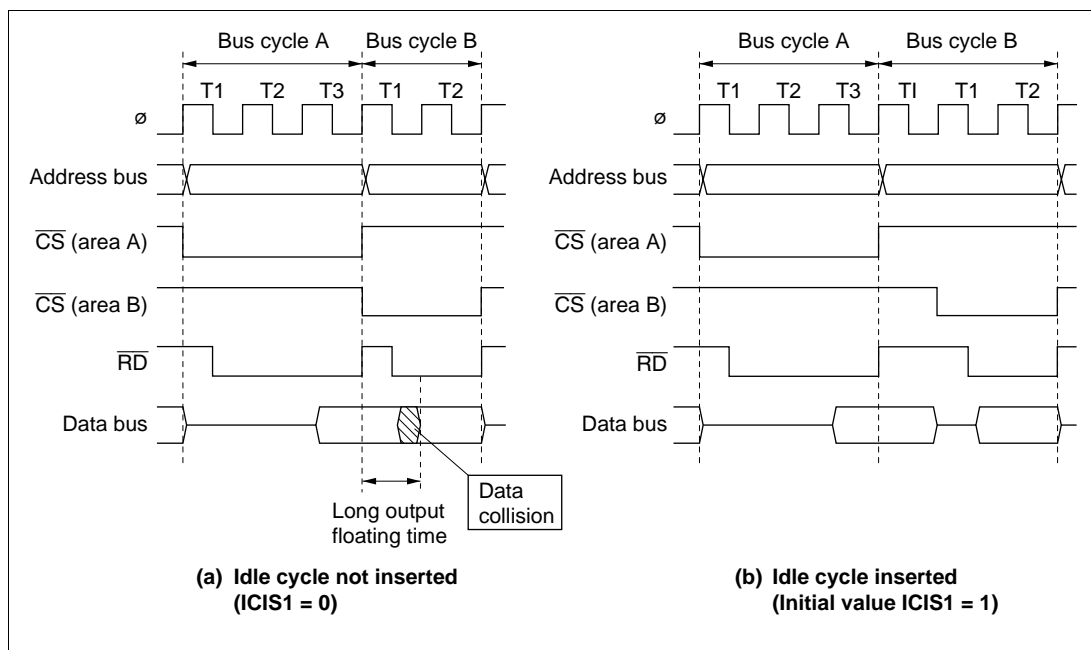 Bus cycle A
Bus cycle B
T1 T2 T3 T1 T2
ø
Address bus
CS (area A)
CS (area B)
RD
Data bus
Long output
floating time
Data
collision
(a) Idle cycle not inserted
(ICIS1 = 0)
Bus cycle A
Bus cycle B
T1 T2 T3 TI T1 T2
ø
Address bus
CS (area A)
CS (area B)
RD
Data bus
(b) Idle cycle inserted
(Initial value ICIS1 = 1)